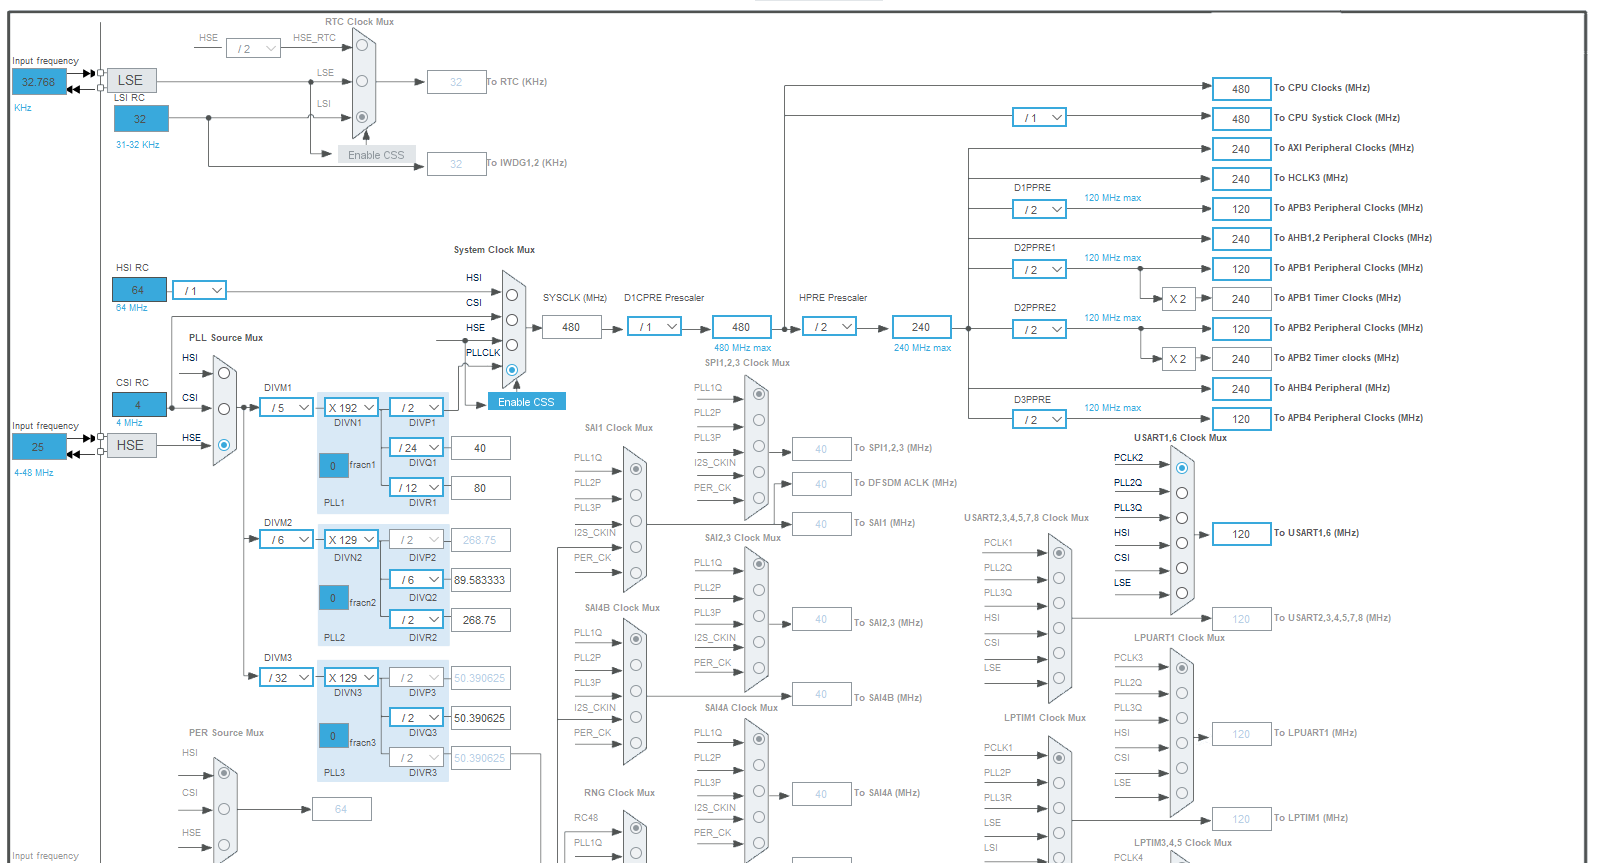 RTC Clock Mux
HSE
/ 2
HSE_RTC
Input frequency
32.768
KHz
LSE
LSE
32
To RTC (KHz)
LSI RC
32
31-32 KHz
LSI
Enable CSS
32
To IWDG1,2 (KHz)
480
To CPU Clocks (MHz)
/ 1
480
To CPU Systick Clock (MHz)
240
To AXI Peripheral Clocks (MHz)
240
To HCLK3 (MHz)
D1PPRE
/ 2
120 MHz max
120
To APB3 Peripheral Clocks (MHz)
240
To AHB1,2 Peripheral Clocks (MHz)
D2PPRE1
/ 2
120 MHz max
120
To APB1 Peripheral Clocks (MHz)
X 2
240
To APB1 Timer Clocks (MHz)
D2PPRE2
/ 2
120 MHz max
120
To APB2 Peripheral Clocks (MHz)
X 2
240
To APB2 Timer clocks (MHz)
240
To AHB4 Peripheral (MHz)
D3PPRE
/ 2
120 MHz max
120
To APB4 Peripheral Clocks (MHz)
System Clock Mux
HSI RC
64
64 MHz
/ 1
HSI
CSI
HSE
PLLCLK
SYSCLK (MHz)
480
D1CPRE Prescaler
/ 1
480
480 MHz max
HPRE Prescaler
/ 2
240
240 MHz max
Enable CSS
PLL Source Mux
HSI
CSI
HSE
CSI RC
4
4 MHz
Input frequency
25
4-48 MHz
HSE
DIVM1
/ 5
X 192
DIVN1
/ 2
DIVP1
/ 24
DIVQ1
40
0
fracn1
/ 12
DIVR1
80
PLL1
DIVM2
/ 6
X 129
DIVN2
/ 2
DIVP2
268.75
/ 6
DIVQ2
89.583333
0
fracn2
/ 2
DIVR2
268.75
PLL2
DIVM3
/ 32
X 129
DIVN3
/ 2
DIVP3
50.390625
/ 2
DIVQ3
50.390625
0
fracn3
/ 2
DIVR3
50.390625
PLL3
PER Source Mux
HSI
CSI
HSE
64
Input frequency
SPI1,2,3 Clock Mux
PLL1Q
PLL2P
PLL3P
I2S_CKIN
PER_CK
40
To SPI1,2,3 (MHz)
SAI1 Clock Mux
PLL1Q
PLL2P
PLL3P
I2S_CKIN
PER_CK
40
To DFSDM ACLK (MHz)
40
To SAI1 (MHz)
SAI2,3 Clock Mux
PLL1Q
PLL2P
PLL3P
I2S_CKIN
PER_CK
40
To SAI2,3 (MHz)
SAI4B Clock Mux
PLL1Q
PLL2P
PLL3P
I2S_CKIN
PER_CK
40
To SAI4B (MHz)
SAI4A Clock Mux
PLL1Q
PLL2P
PLL3P
I2S_CKIN
PER_CK
40
To SAI4A (MHz)
RNG Clock Mux
RC48
PLL1Q
USART1,6 Clock Mux
PCLK2
PLL2Q
PLL3Q
HSI
CSI
LSE
120
To USART1,6 (MHz)
USART2,3,4,5,7,8 Clock Mux
PCLK1
PLL2Q
PLL3Q
HSI
CSI
LSE
120
To USART2,3,4,5,7,8 (MHz)
LPUART1 Clock Mux
PCLK3
PLL2Q
PLL3Q
HSI
CSI
LSE
120
To LPUART1 (MHz)
LPTIM1 Clock Mux
PCLK1
PLL2P
PLL3R
LSE
LSI
120
To LPTIM1 (MHz)
LPTIM3,4,5 Clock Mux
PCLK4